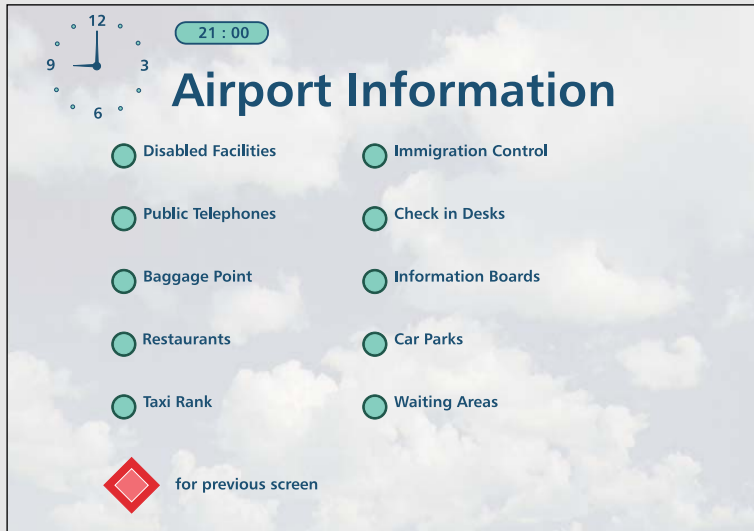 12
21 : 00
9
3
6
Airport Information
Disabled Facilities
Immigration Control
Public Telephones
Check in Desks
Baggage Point
Information Boards
Restaurants
Car Parks
Taxi Rank
Waiting Areas
for previous screen